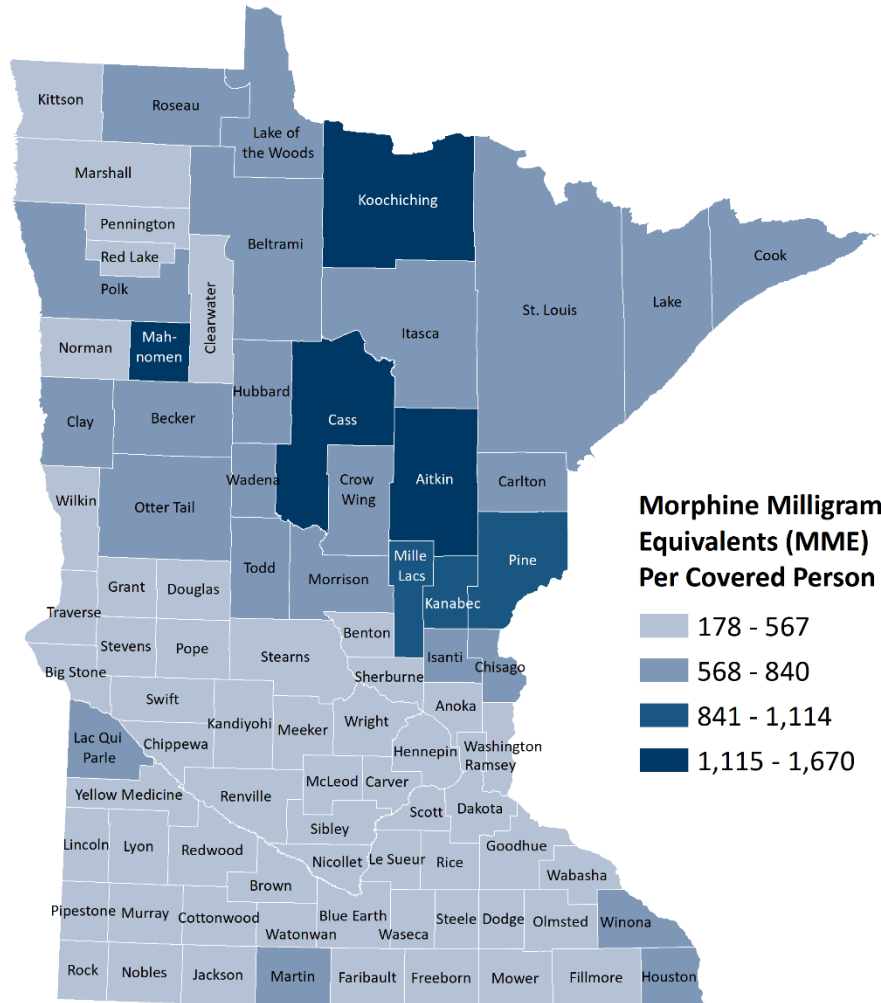 Kittson
Roseau
Lake of
the Woods
Marshall
Koochiching
Pennington
Beltrami
Red Lake
Cook
Polk
Clearwater
St. Louis
Lake
Itasca
Norman
Mah-
nomen
Hubbard
Clay
Becker
Cass
Wadena
Crow
Wing
Aitkin
Carlton
Wilkin
Otter Tail
Morphine Milligram
Equivalents (MME)
Per Covered Person
178 - 567
568 - 840
841 - 1,114
1,115 - 1,670
Mille
Lacs
Pine
Todd
Morrison
Grant
Douglas
Kanabec
Traverse
Benton
Stevens
Pope
Stearns
Isanti
Chisago
Big Stone
Sherburne
Swift
Anoka
Kandiyohi
Meeker
Wright
Lac Qui
Parle
Chippewa
Hennepin
Washington
Ramsey
McLeod
Carver
Yellow Medicine
Renville
Scott
Dakota
Sibley
Lincoln
Lyon
Redwood
Nicollet
Le Sueur
Rice
Goodhue
Wabasha
Brown
Pipestone
Murray
Cottonwood
Watonwan
Blue Earth
Waseca
Steele
Dodge
Olmsted
Winona
Rock
Nobles
Jackson
Martin
Faribault
Freeborn
Mower
Fillmore
Houston